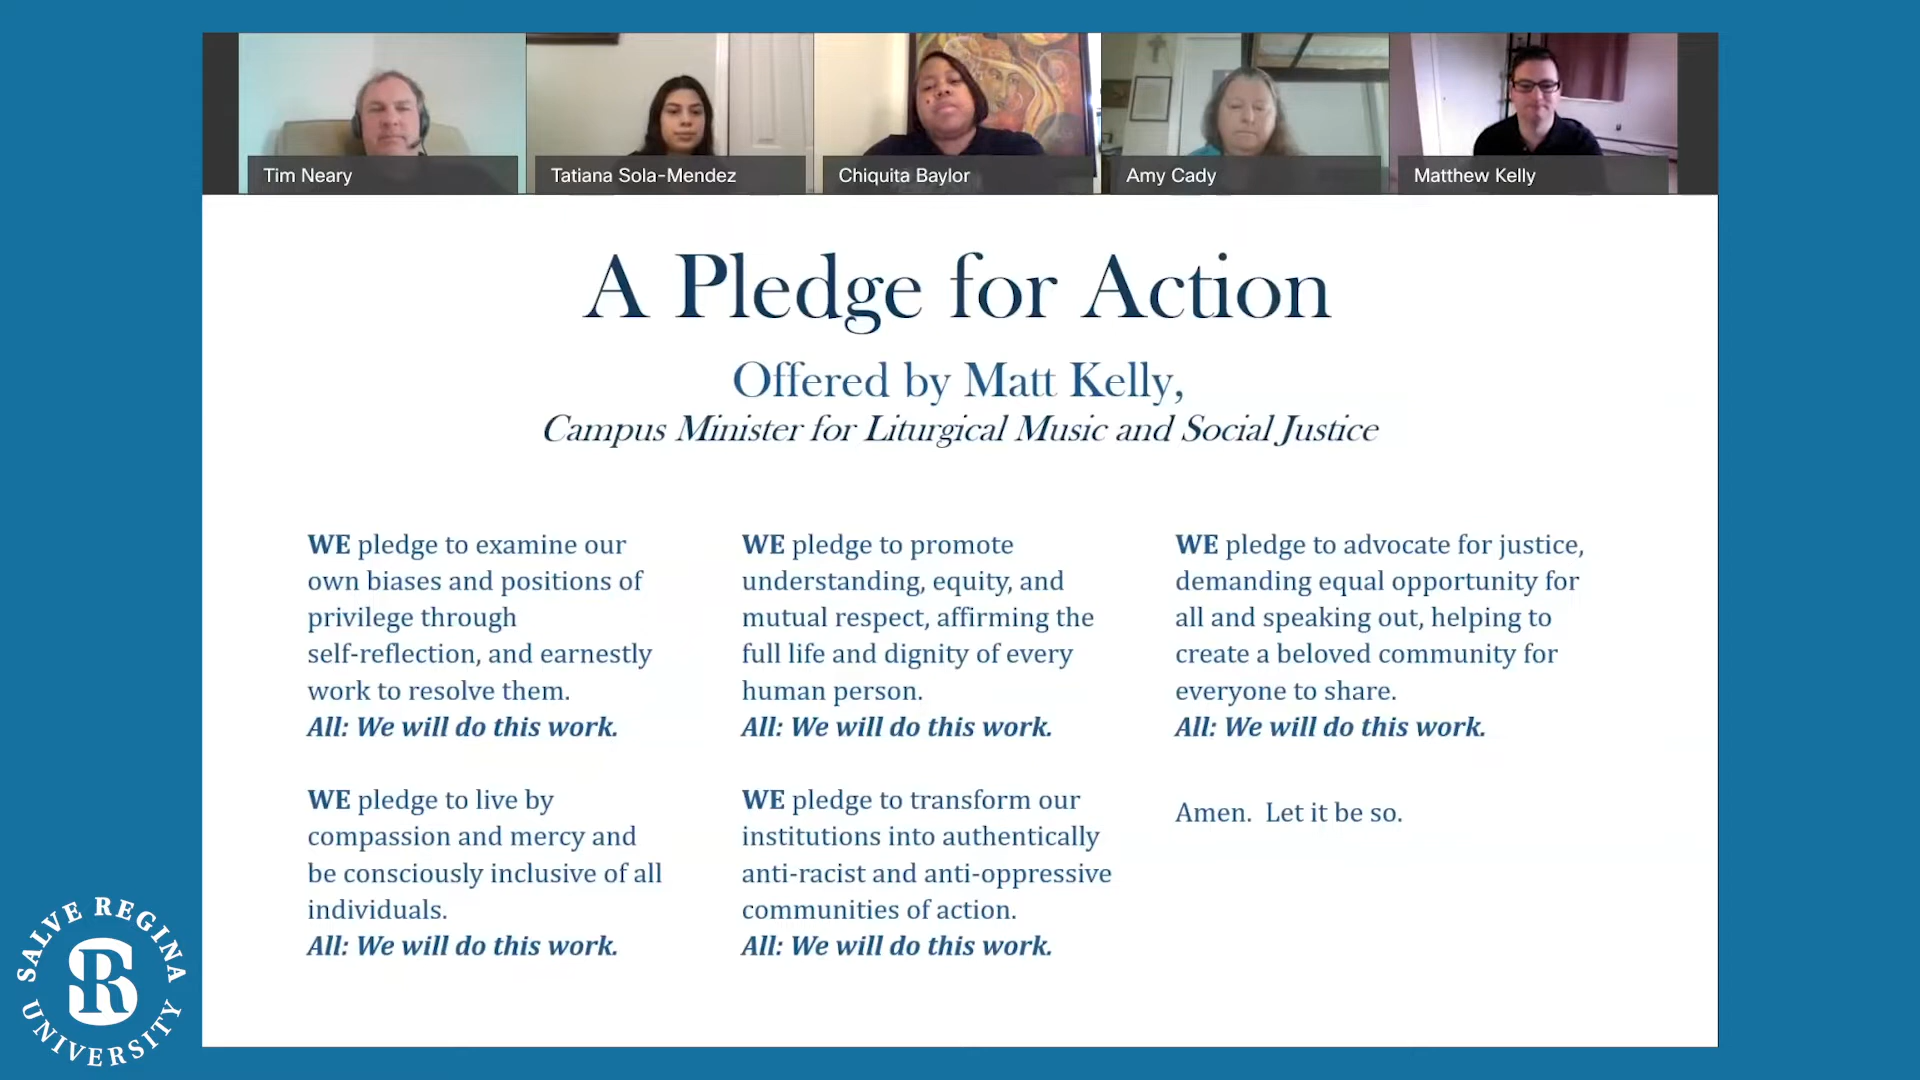 Tim Neary
Tatiana Sola-Mendez
Chiquita Baylor
Amy Cady
Matthew Kelly
A Pledge for Action
Offered by Matt Kelly,
Campus Minister for Liturgical Music and Social Justice
WE pledge to examine our
own biases and positions of
privilege through
self-reflection, and earnestly
work to resolve them.
All: We will do this work.
WE pledge to live by
compassion and mercy and
be consciously inclusive of all
individuals.
All: We will do this work.
WE pledge to promote
understanding, equity, and
mutual respect, affirming the
full life and dignity of every
human person.
All: We will do this work.
WE pledge to transform our
institutions into authentically
anti-racist and anti-oppressive
communities of action.
All: We will do this work.
WE pledge to advocate for justice,
demanding equal opportunity for
all and speaking out, helping to
create a beloved community for
everyone to share.
All: We will do this work.
Amen. Let it be so.
SALVE REGINA
SR
UNIVERSITY